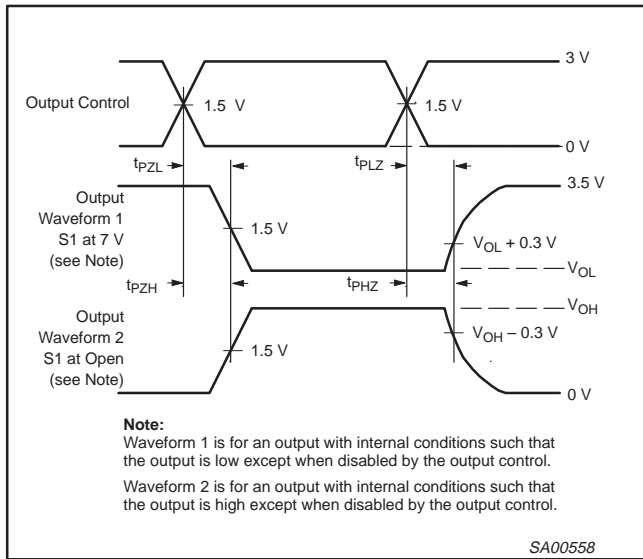 3 V
Output Control
1.5 V
1.5 V
0 V
tPZL
tPLZ
Output
Waveform 1
S1 at 7 V
(see Note)
3.5 V
1.5 V
VOL + 0.3 V
VOL
tPZH
tPHZ
VOH
Output
Waveform 2
S1 at Open
(see Note)
1.5 V
VOH – 0.3 V
0 V
Note:
Waveform 1 is for an output with internal conditions such that
the output is low except when disabled by the output control.
Waveform 2 is for an output with internal conditions such that
the output is high except when disabled by the output control.
SA00558